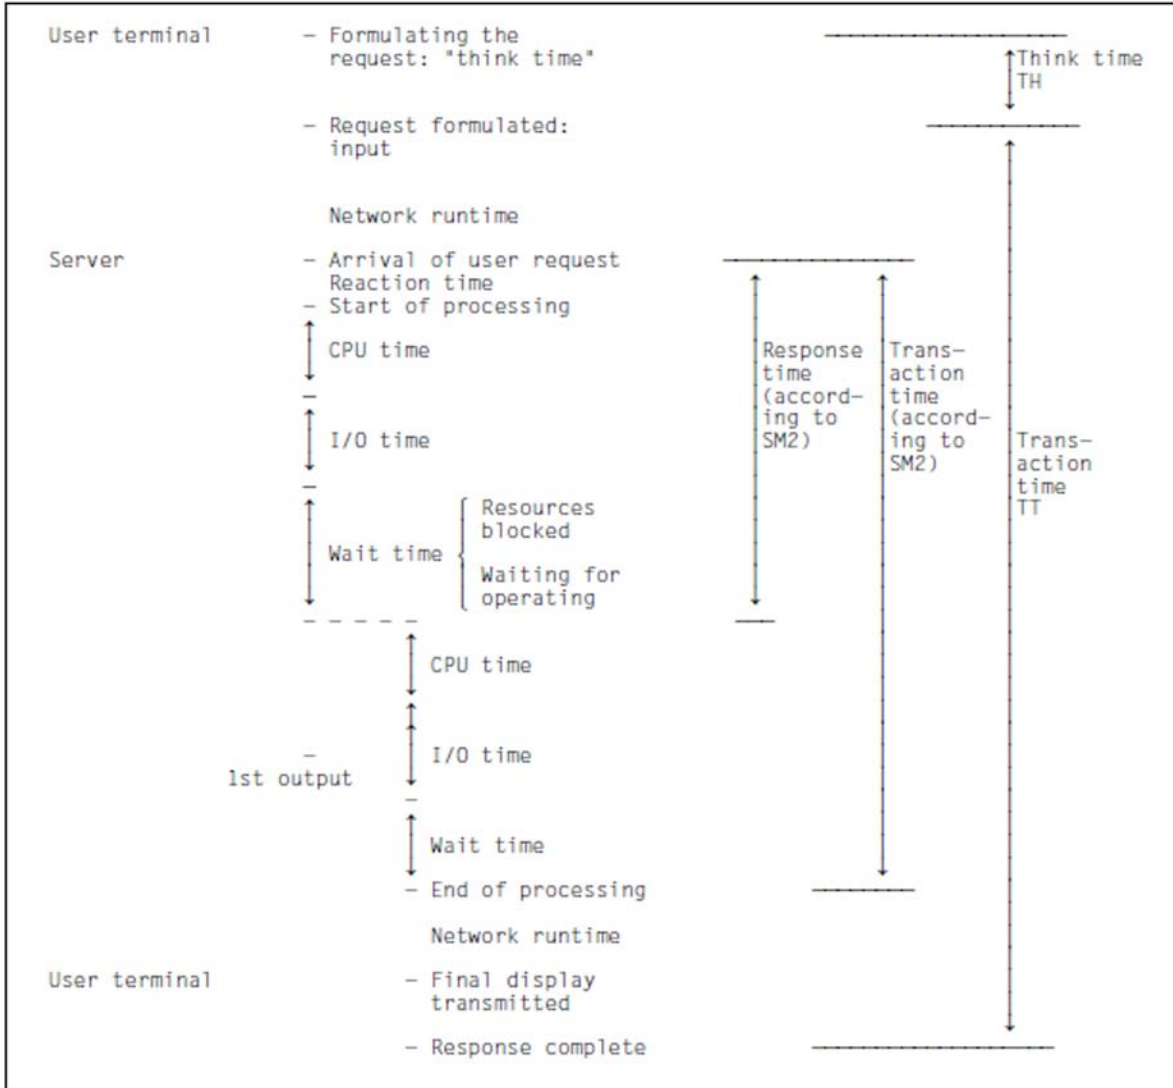 User terminal – Formulating the
request: "think time"
Think time
TH
– Request formulated:
input
Network runtime
Server – Arrival of user request
Reaction time
– Start of processing
CPU time
Response
time
(accord–
ing to
SM2)
Trans–
action
time
(accord–
ing to
SM2)
I/O time
Trans–
action
time
TT
Wait time
Resources
blocked
Waiting for
operating
CPU time
I/O time
1st output
Wait time
– End of processing
Network runtime
User terminal – Final display
transmitted
– Response complete